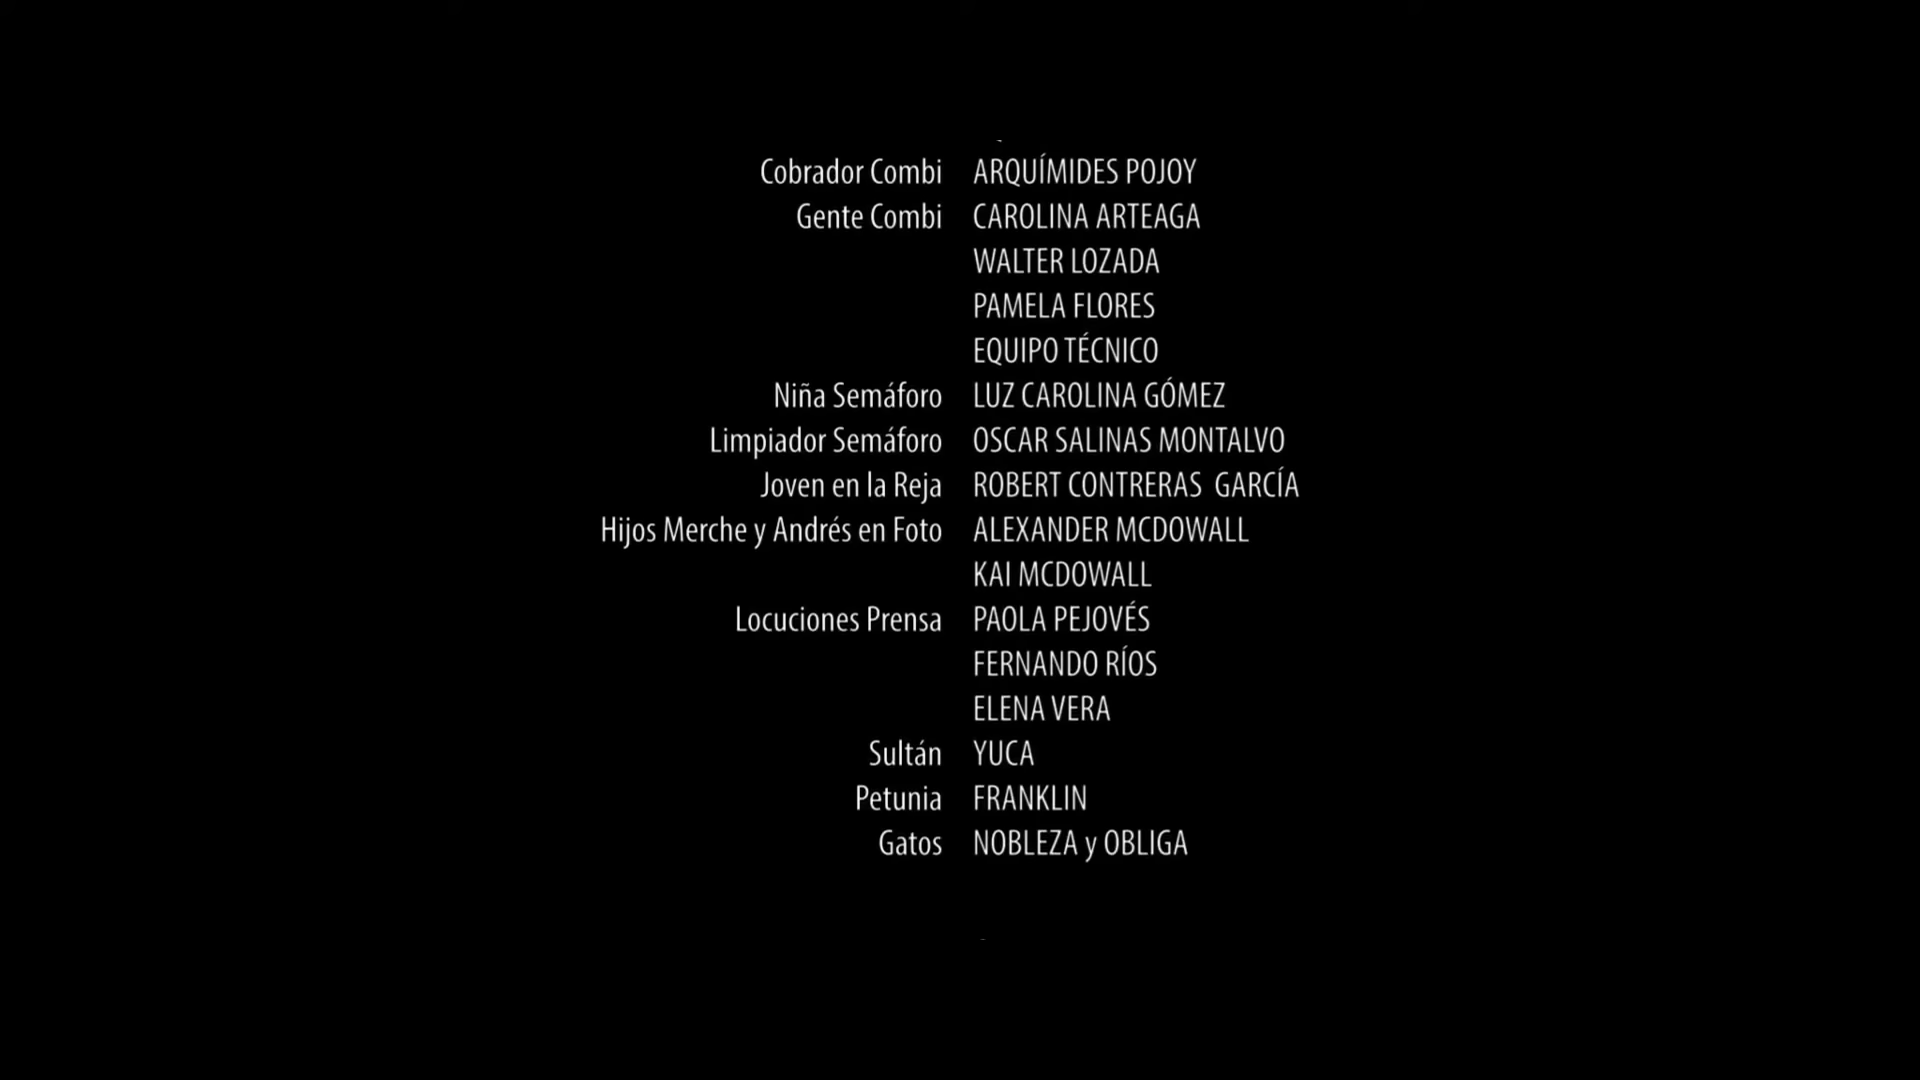 Cobrador Combi ARQUÍMIDES POJOY
Gente Combi CAROLINA ARTEAGA
WALTER LOZADA
PAMELA FLORES
EQUIPO TÉCNICO
Niña Semáforo LUZ CAROLINA GÓMEZ
Limpiador Semáforo OSCAR SALINAS MONTALVO
Joven en la Reja ROBERT CONTRERAS GARCÍA
Hijos Merche y Andrés en Foto ALEXANDER MCDOWALL
KAI MCDOWALL
Locuciones Prensa PAOLA PEJOVÉS
FERNANDO RÍOS
ELENA VERA
Sultán YUCA
Petunia FRANKLIN
Gatos NOBLEZA y OBLIGA